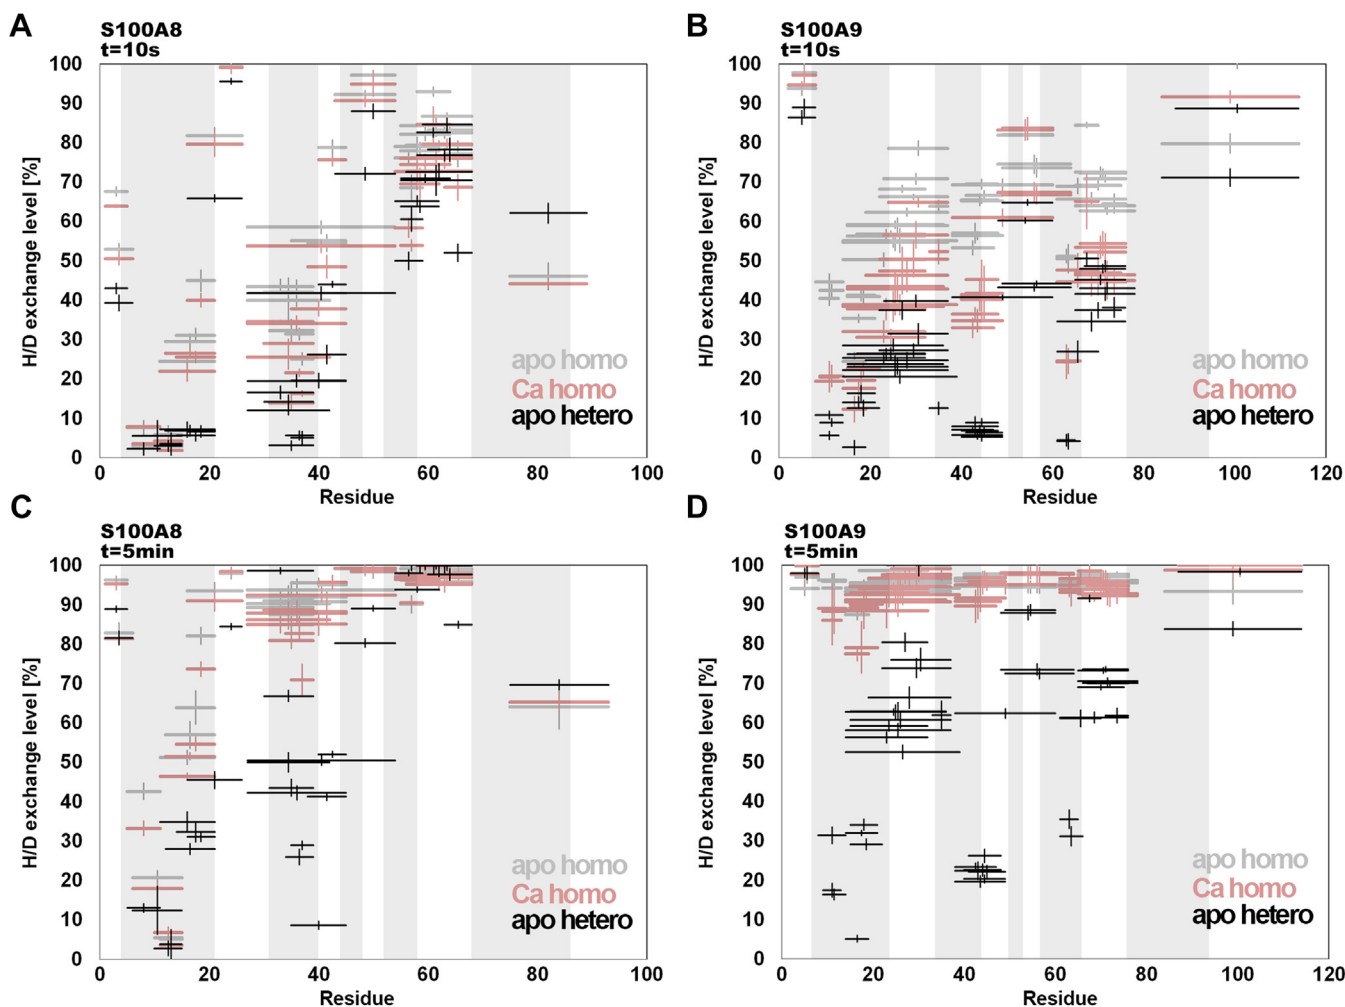 A
S100A8
t=10s
100
90
80
70
60
50
40
30
20
10
0
H/D exchange level [%]
apo homo
Ca homo
apo hetero
0
20
40
60
80
100
Residue
B
S100A9
t=10s
100
90
80
70
60
50
40
30
20
10
0
H/D exchange level [%]
apo homo
Ca homo
apo hetero
0
20
40
60
80
100
120
Residue
C
S100A8
t=5min
100
90
80
70
60
50
40
30
20
10
0
H/D exchange level [%]
apo homo
Ca homo
apo hetero
0
20
40
60
80
100
Residue
D
S100A9
t=5min
100
90
80
70
60
50
40
30
20
10
0
H/D exchange level [%]
apo homo
Ca homo
apo hetero
0
20
40
60
80
100
120
Residue